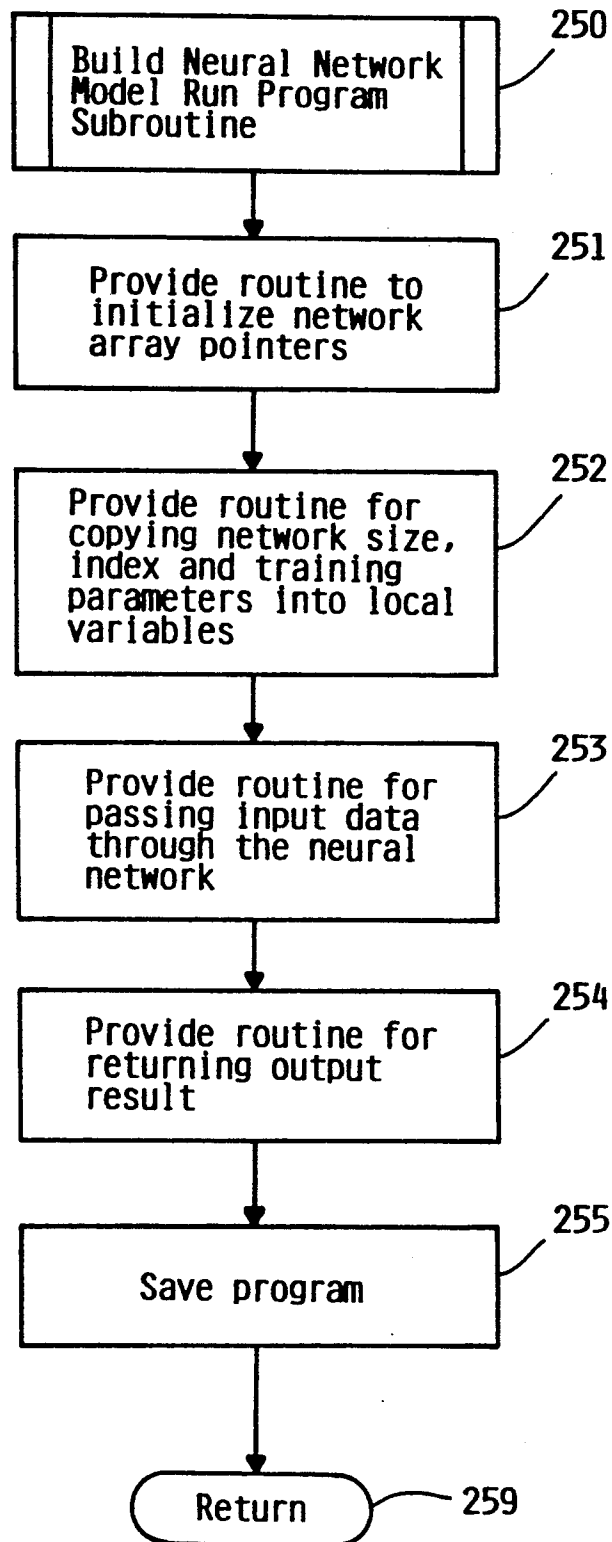 250
Build Neural Network
Model Run Program
Subroutine
251
Provide routine to
initialize network
array pointers
252
Provide routine for
copying network size,
index and training
parameters into local
variables
253
Provide routine for
passing input data
through the neural
network
254
Provide routine for
returning output
result
255
Save program
Return
259